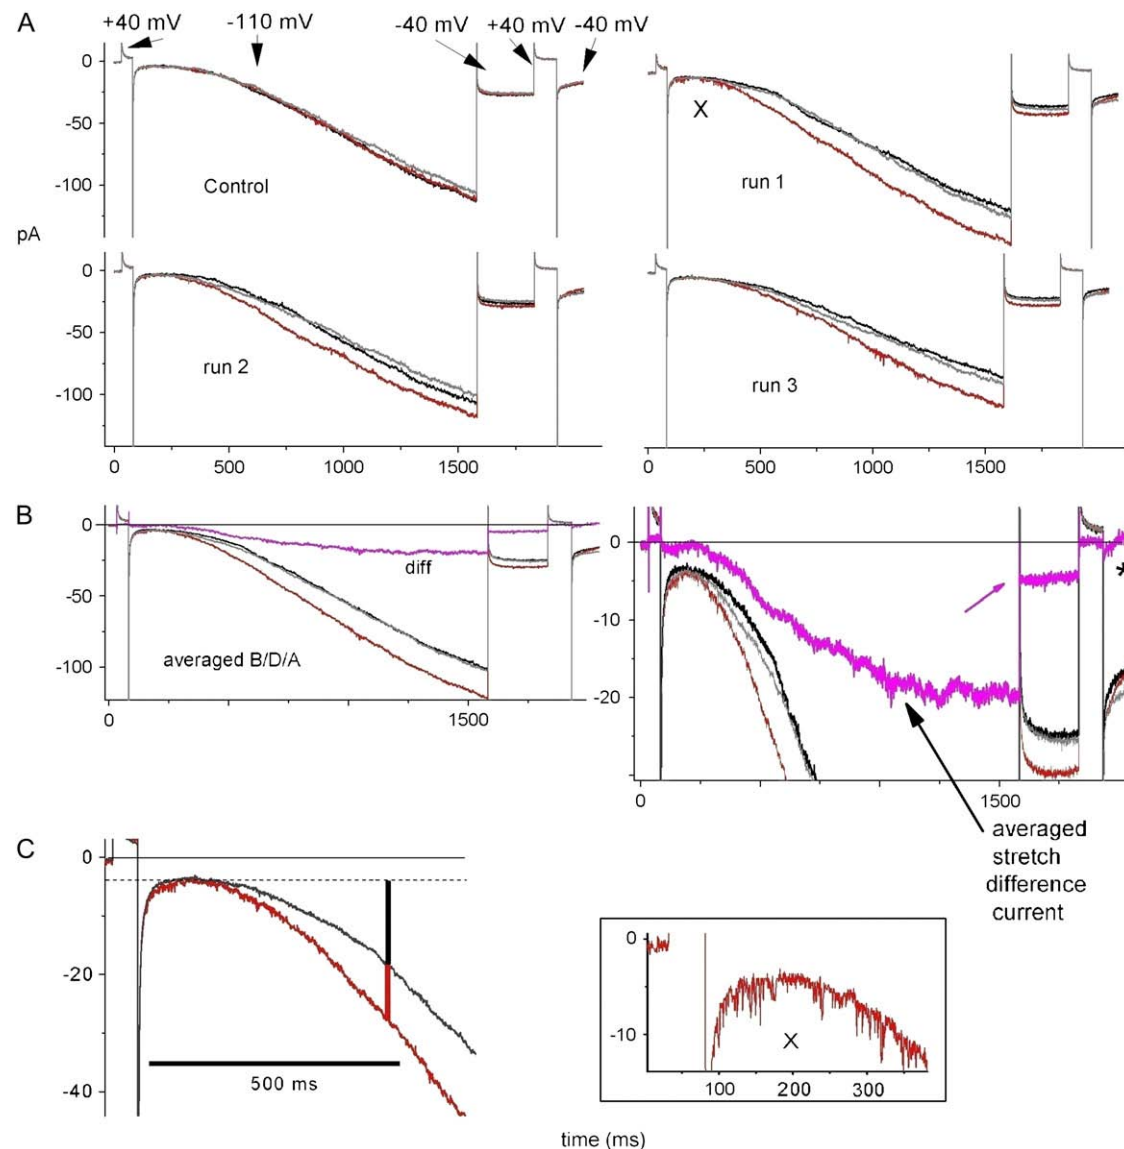 A
+40 mV
-110 mV
-40 mV
+40 mV
-40 mV
0
-50
-100
pA
Control
X
run 1
0
-50
-100
run 2
run 3
0
500
1000
1500
0
500
1000
1500
B
0
-50
-100
diff
averaged B/D/A
0
1500
0
-10
-20
*
0
1500
averaged
stretch
difference
current
C
0
-20
-40
500 ms
0
-10
X
100
200
300
time (ms)